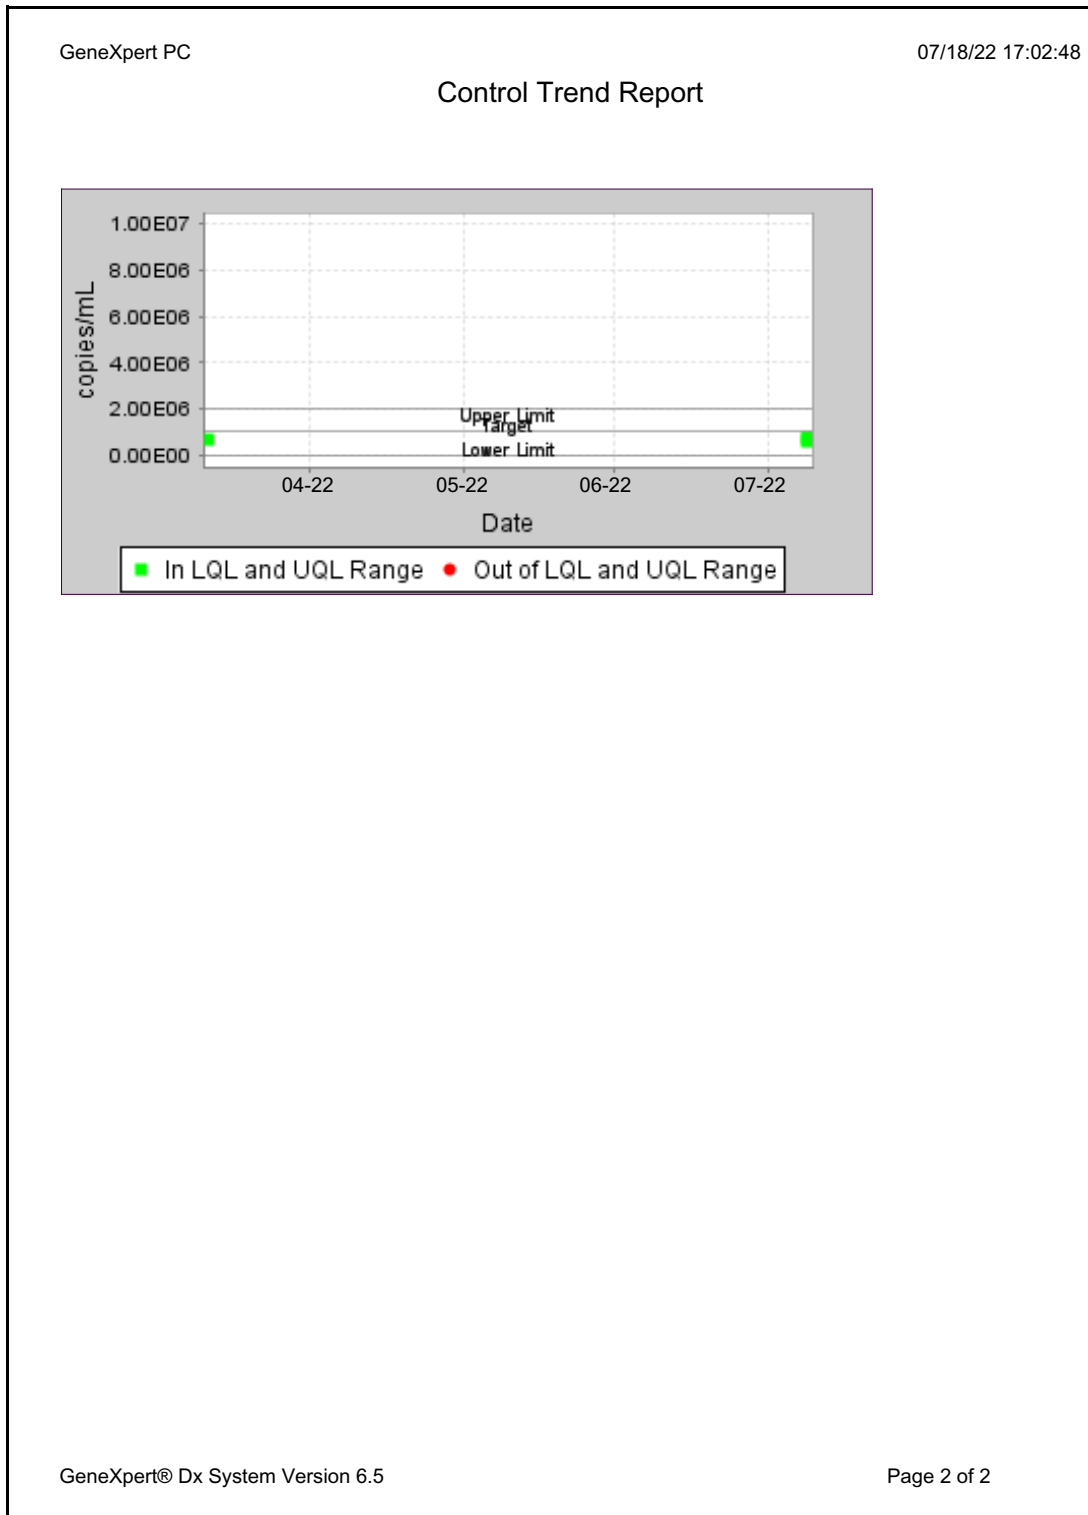 GeneXpert PC 07/18/22 17:02:48
Control Trend Report
copies/mL
1.00E07
8.00E06
6.00E06
4.00E06
2.00E06
0.00E00
Upper Limit
Target
Lower Limit
04-22 05-22 06-22 07-22
Date
In LQL and UQL Range Out of LQL and UQL Range
GeneXpert® Dx System Version 6.5 Page 2 of 2